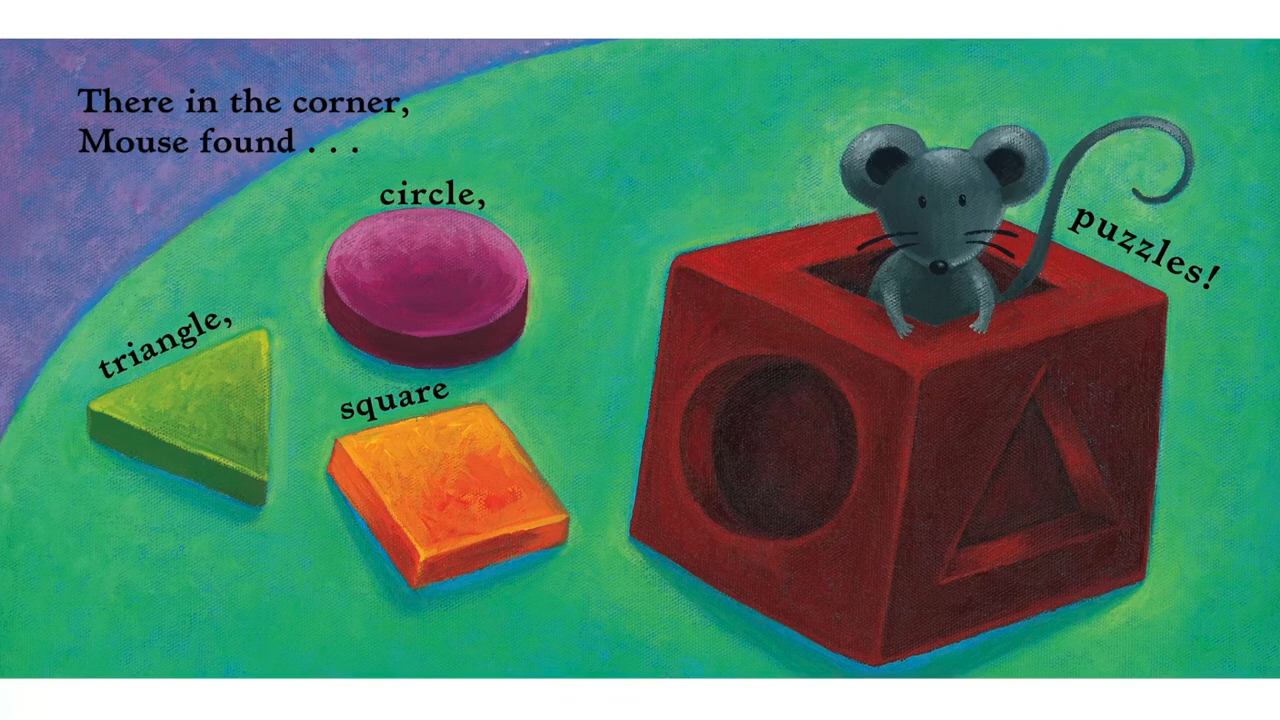 There in the corner,
Mouse found . . .
circle,
triangle,
square
puzzles!